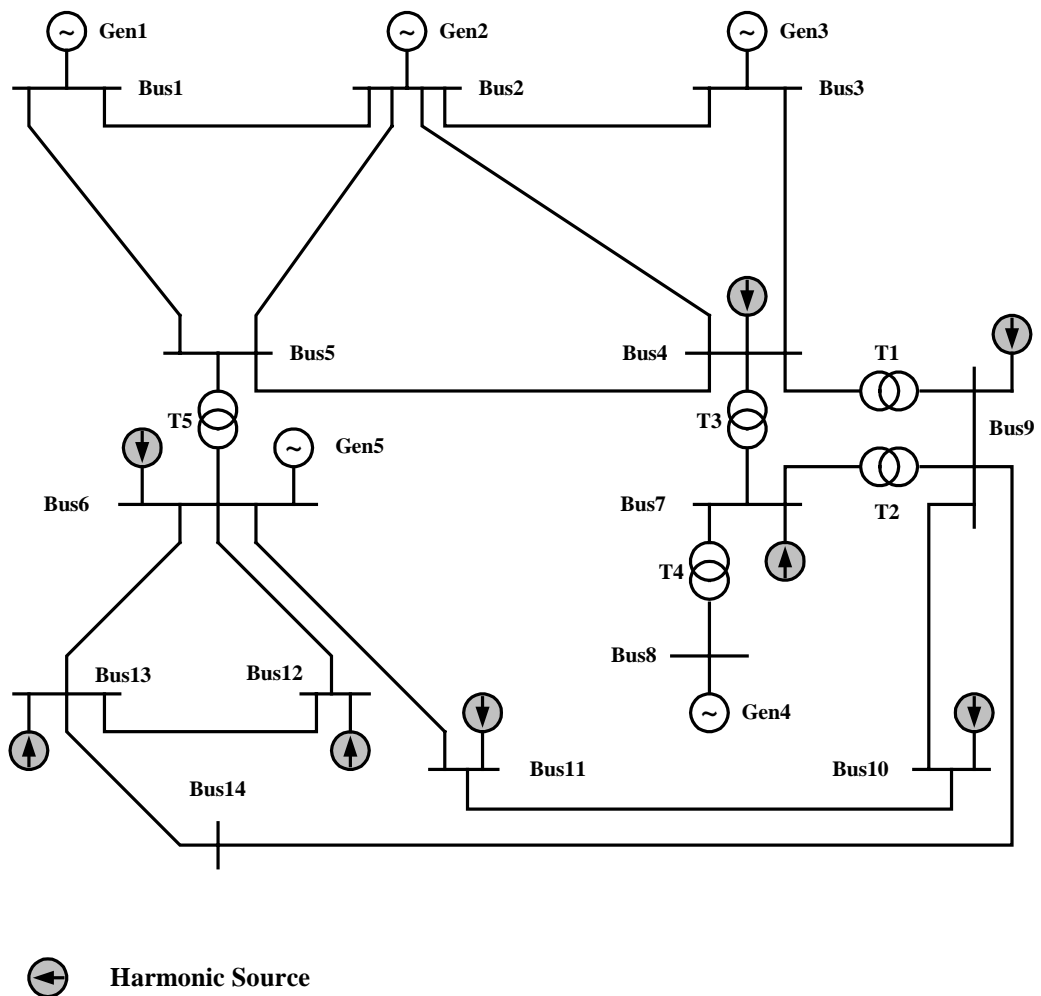 ~ Gen1
~ Gen2
~ Gen3
Bus1
Bus2
Bus3
Bus5
Bus4
T1
T5
T3
Bus9
~ Gen5
Bus6
Bus7
T2
T4
Bus8
Bus13
Bus12
~ Gen4
Bus11
Bus10
Bus14
Harmonic Source